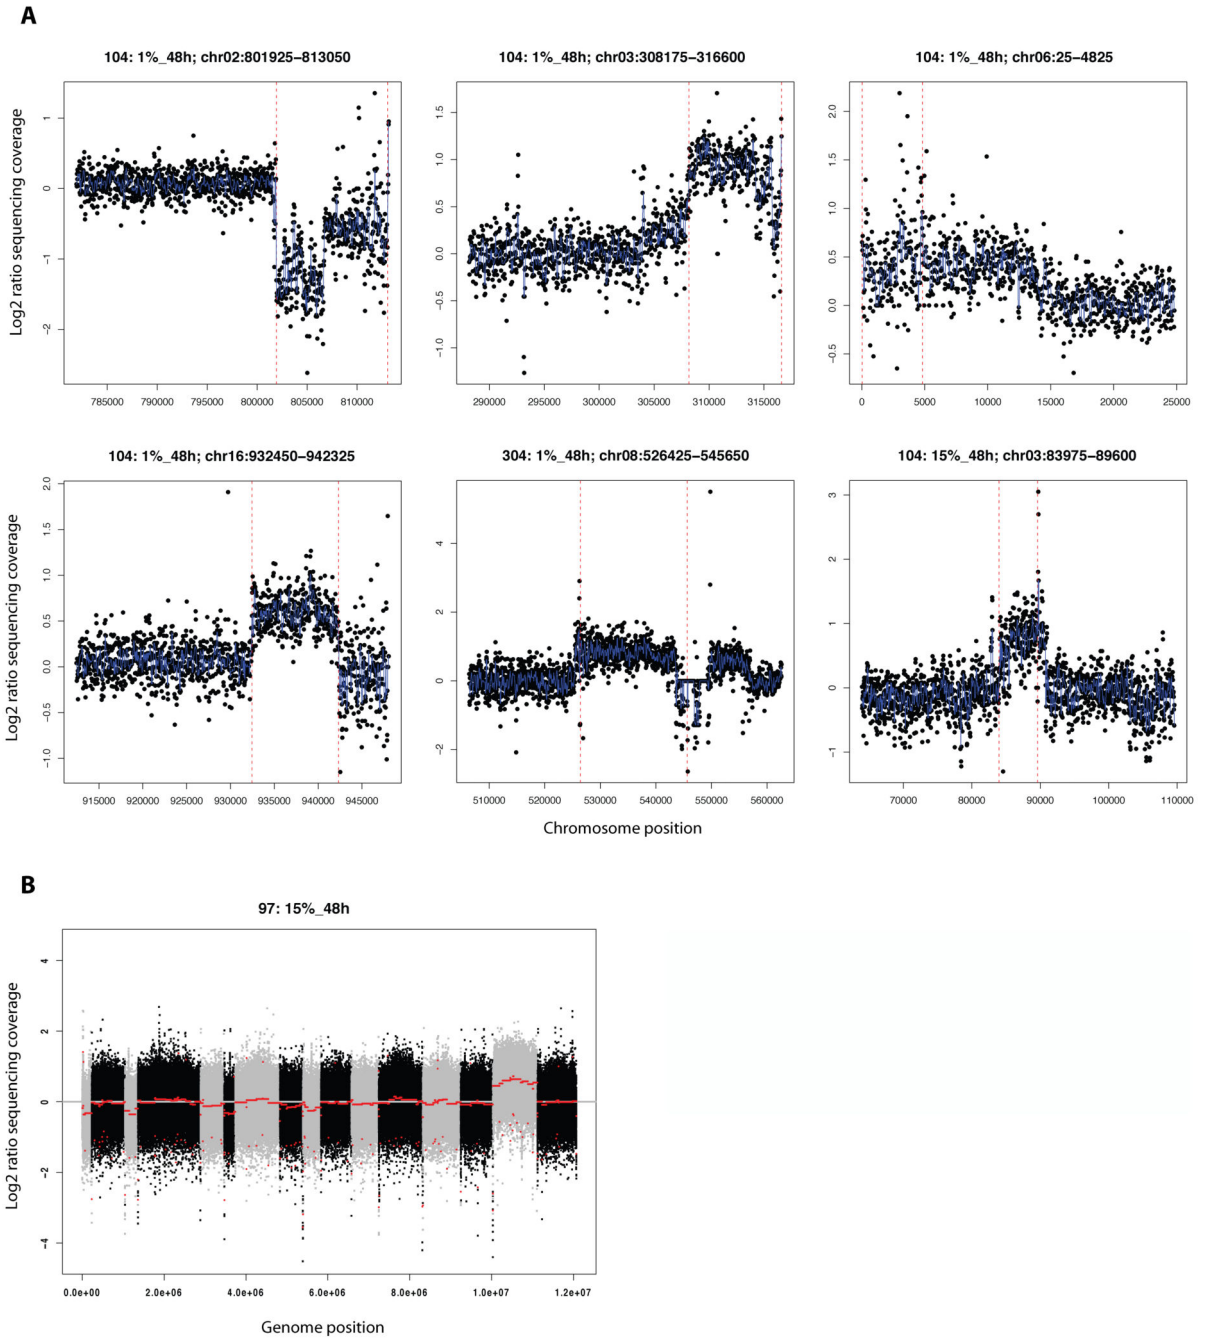 A
104: 1%_48h; chr02:801925−813050
104: 1%_48h; chr03:308175−316600
104: 1%_48h; chr06:25−4825
Log2 ratio sequencing coverage
1
0
−1
−2
785000 790000 795000 800000 805000 810000
1.5
1.0
0.5
0.0
−0.5
−1.0
290000 295000 300000 305000 310000 315000
2.0
1.5
1.0
0.5
0.0
−0.5
0 5000 10000 15000 20000 25000
104: 1%_48h; chr16:932450−942325
304: 1%_48h; chr08:526425−545650
104: 15%_48h; chr03:83975−89600
Log2 ratio sequencing coverage
2.0
1.5
1.0
0.5
0.0
−0.5
−1.0
915000 920000 925000 930000 935000 940000 945000
4
2
0
−2
510000 520000 530000 540000 550000 560000
3
2
1
0
−1
70000 80000 90000 100000 110000
Chromosome position
B
97: 15%_48h
Log2 ratio sequencing coverage
4
2
0
−2
−4
0.0e+00 2.0e+06 4.0e+06 6.0e+06 8.0e+06 1.0e+07 1.2e+07
Genome position